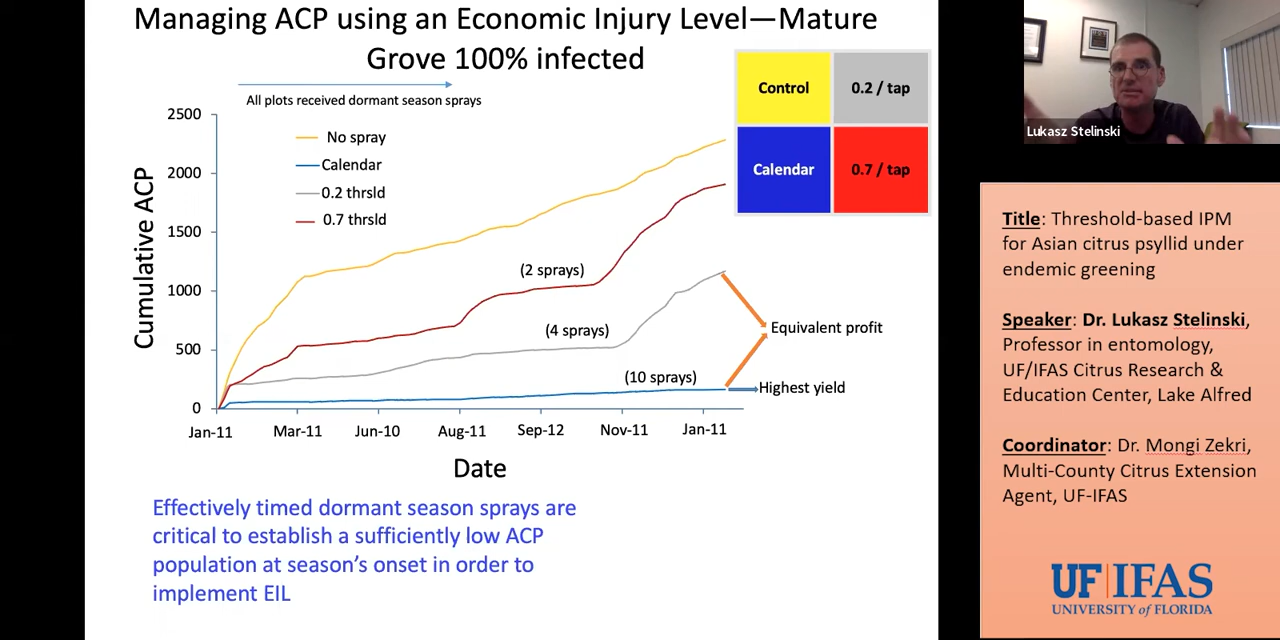 Managing ACP using an Economic Injury Level—Mature
Grove 100% infected
All plots received dormant season sprays
Cumulative ACP
2500
2000
1500
1000
500
0
No spray
Calendar
0.2 thrsld
0.7 thrsld
(2 sprays)
(4 sprays)
(10 sprays)
Equivalent profit
Highest yield
Jan-11
Mar-11
Jun-10
Aug-11
Sep-12
Nov-11
Jan-11
Date
Control
0.2 / tap
Calendar
0.7 / tap
Effectively timed dormant season sprays are
critical to establish a sufficiently low ACP
population at season's onset in order to
implement EIL
Lukasz Stelinski
Title: Threshold-based IPM
for Asian citrus psyllid under
endemic greening
Speaker: Dr. Lukasz Stelinski,
Professor in entomology,
UF/IFAS Citrus Research &
Education Center, Lake Alfred
Coordinator: Dr. Mongi Zekri,
Multi-County Citrus Extension
Agent, UF-IFAS
UF|IFAS
UNIVERSITY of FLORIDA